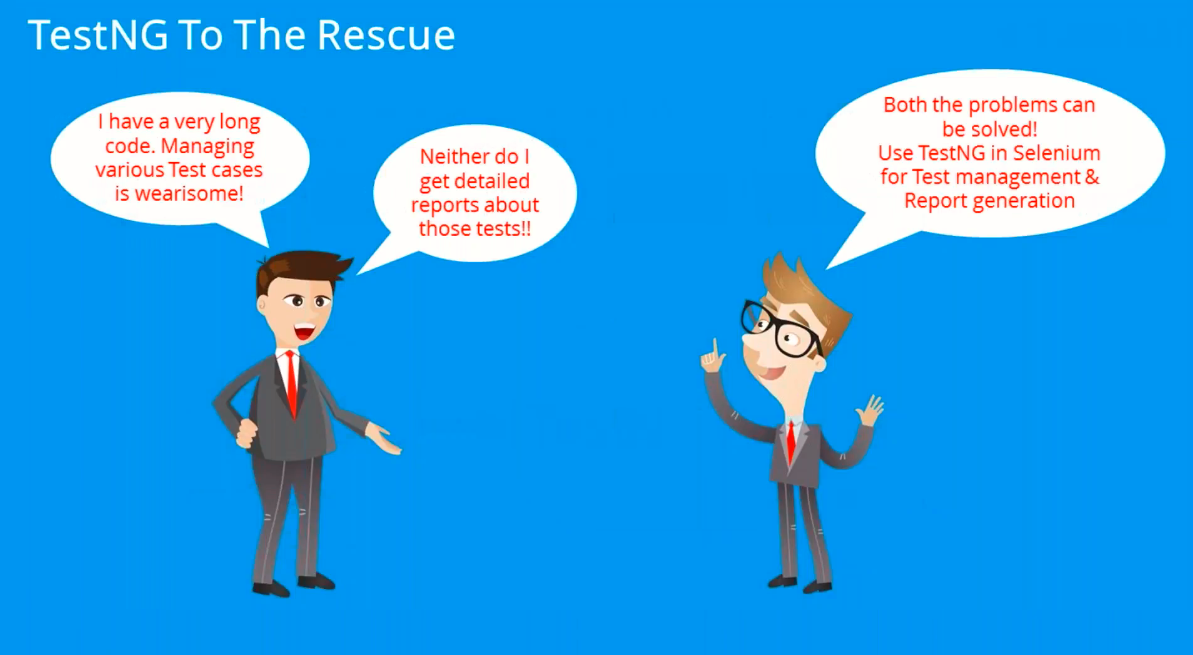 TestNG To The Rescue
I have a very long
code. Managing
various Test cases
is wearisome!
Neither do I
get detailed
reports about
those tests!!
Both the problems can
be solved!
Use TestNG in Selenium
for Test management &
Report generation